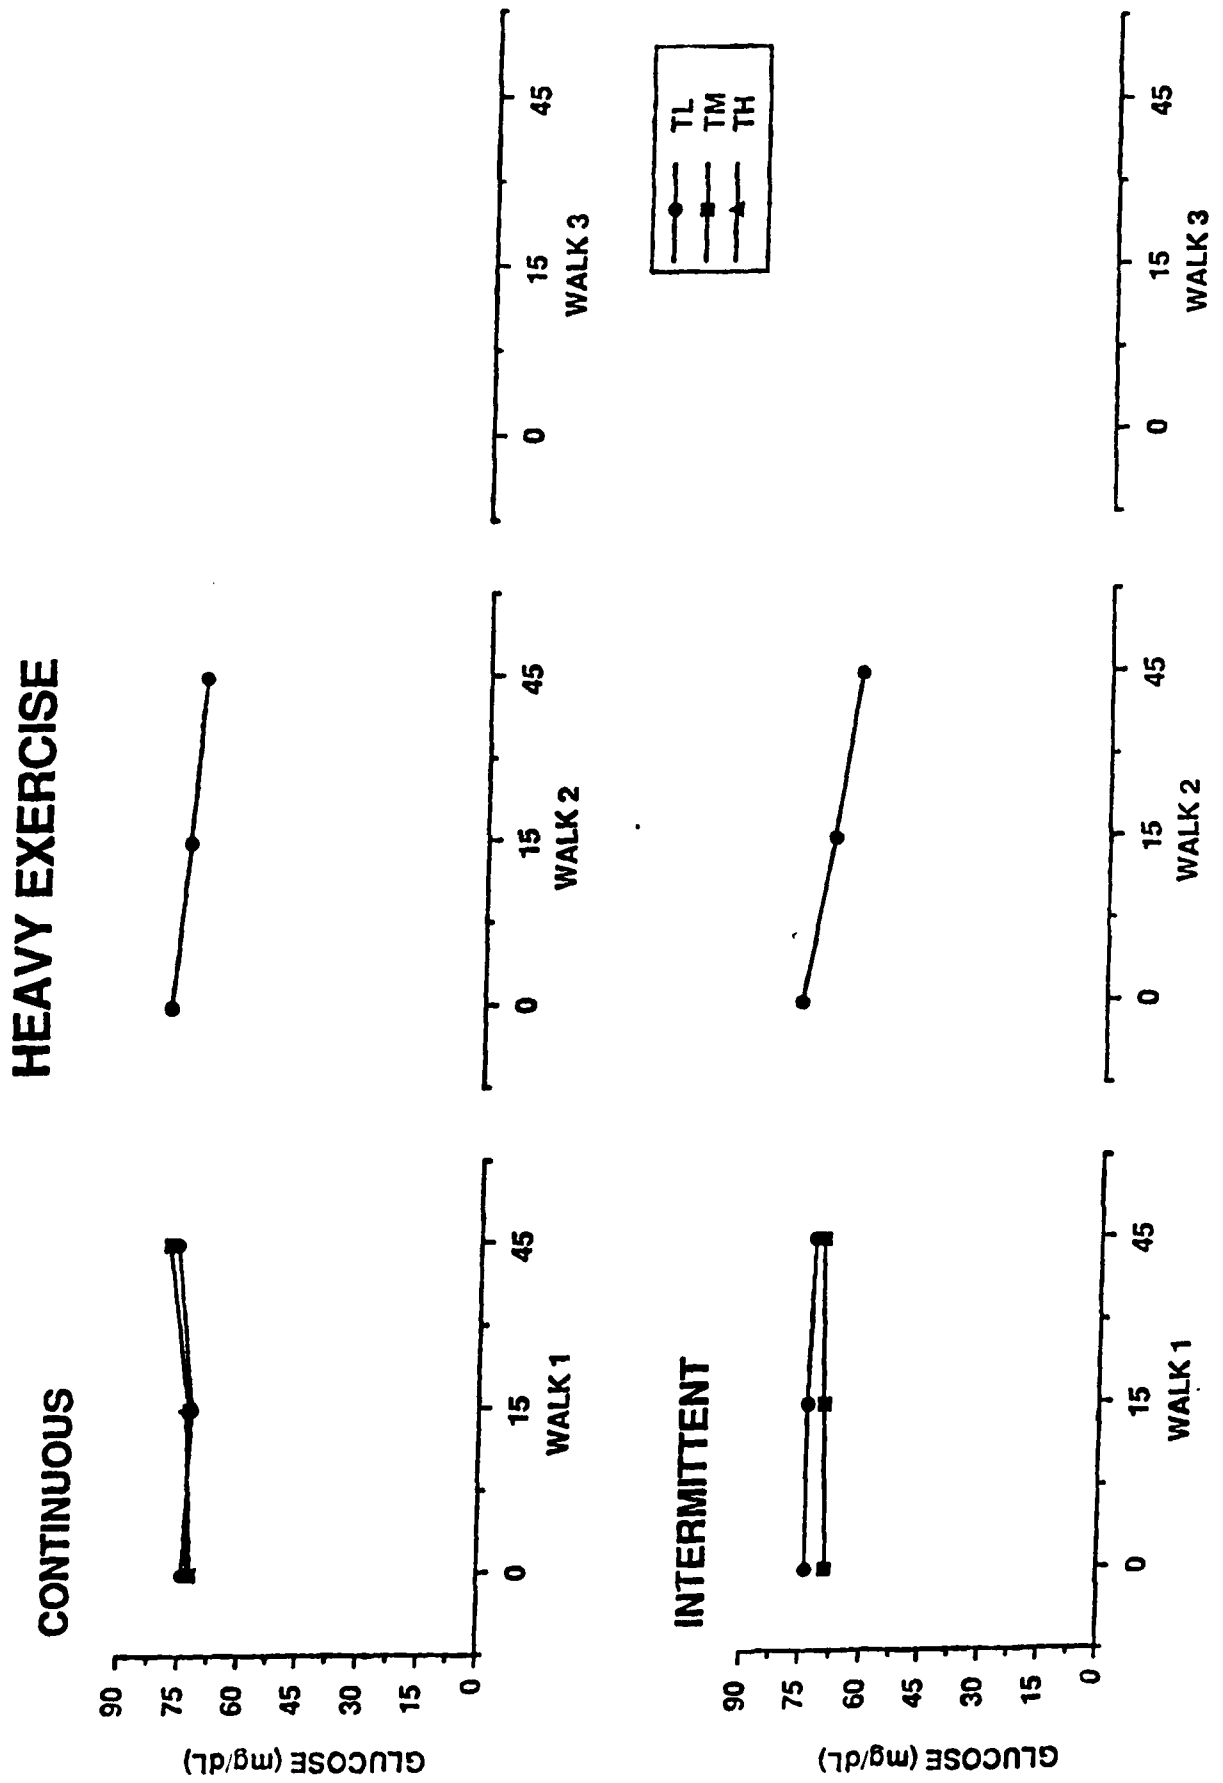 HEAVY EXERCISE
CONTINUOUS
GLUCOSE (mg/dL)
90
75
60
45
30
15
0
0 15 45
WALK 1
0 15 45
WALK 2
0 15 45
WALK 3
INTERMITTENT
TL
TM
TH
GLUCOSE (mg/dL)
90
75
60
45
30
15
0
0 15 45
WALK 1
0 15 45
WALK 2
0 15 45
WALK 3